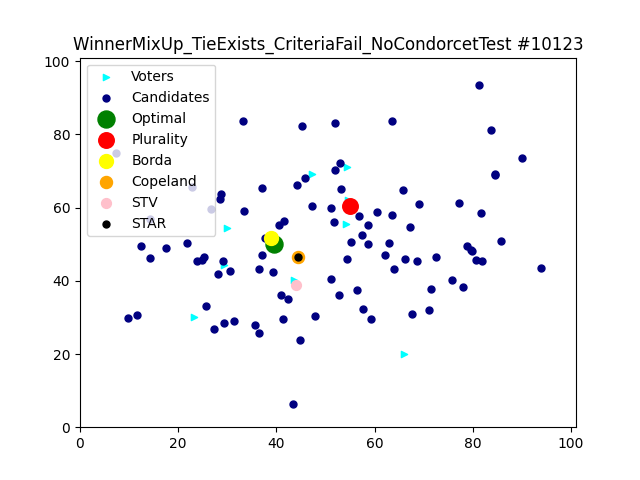 WinnerMixUp_TieExists_CriteriaFail_NoCondorcetTest #10123
100
80
60
40
20
0
0 20 40 60 80 100
Voters
Candidates
Optimal
Plurality
Borda
Copeland
STV
STAR